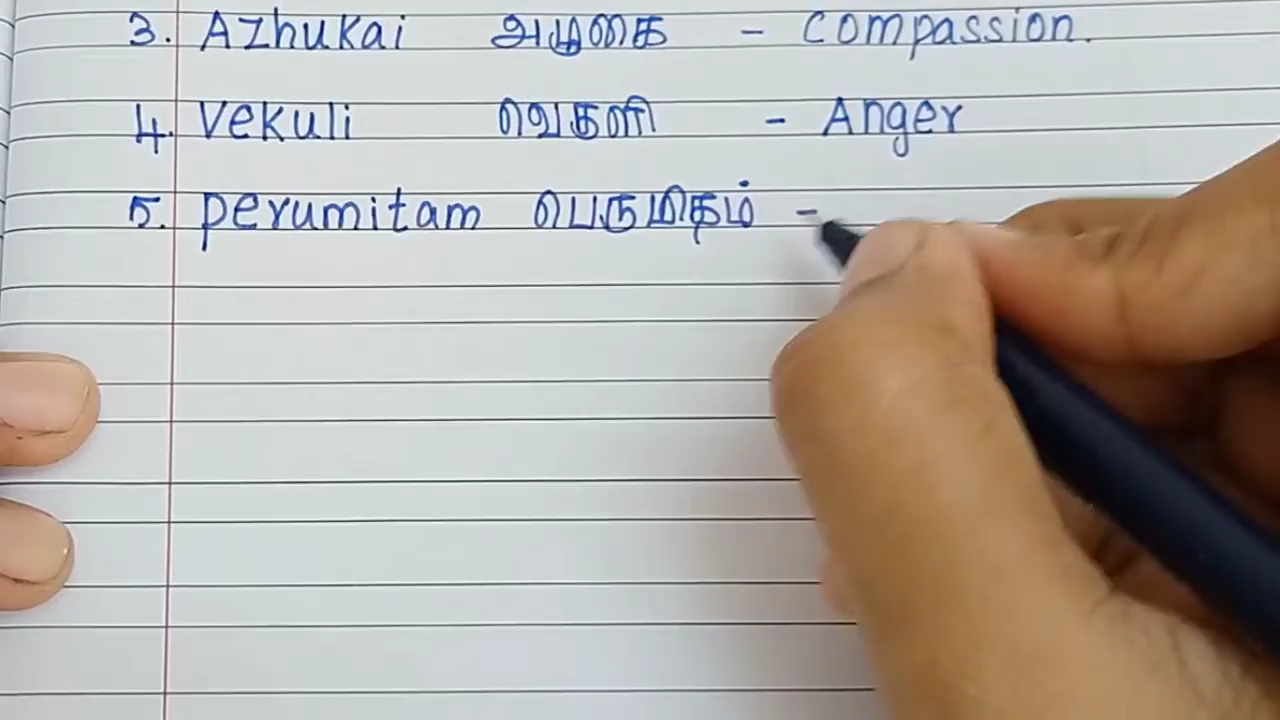 3. Azhukai அழுகை - Compassion.
4. Vekuli வெகுளி - Anger
5. perumitam பெருமிதம் -